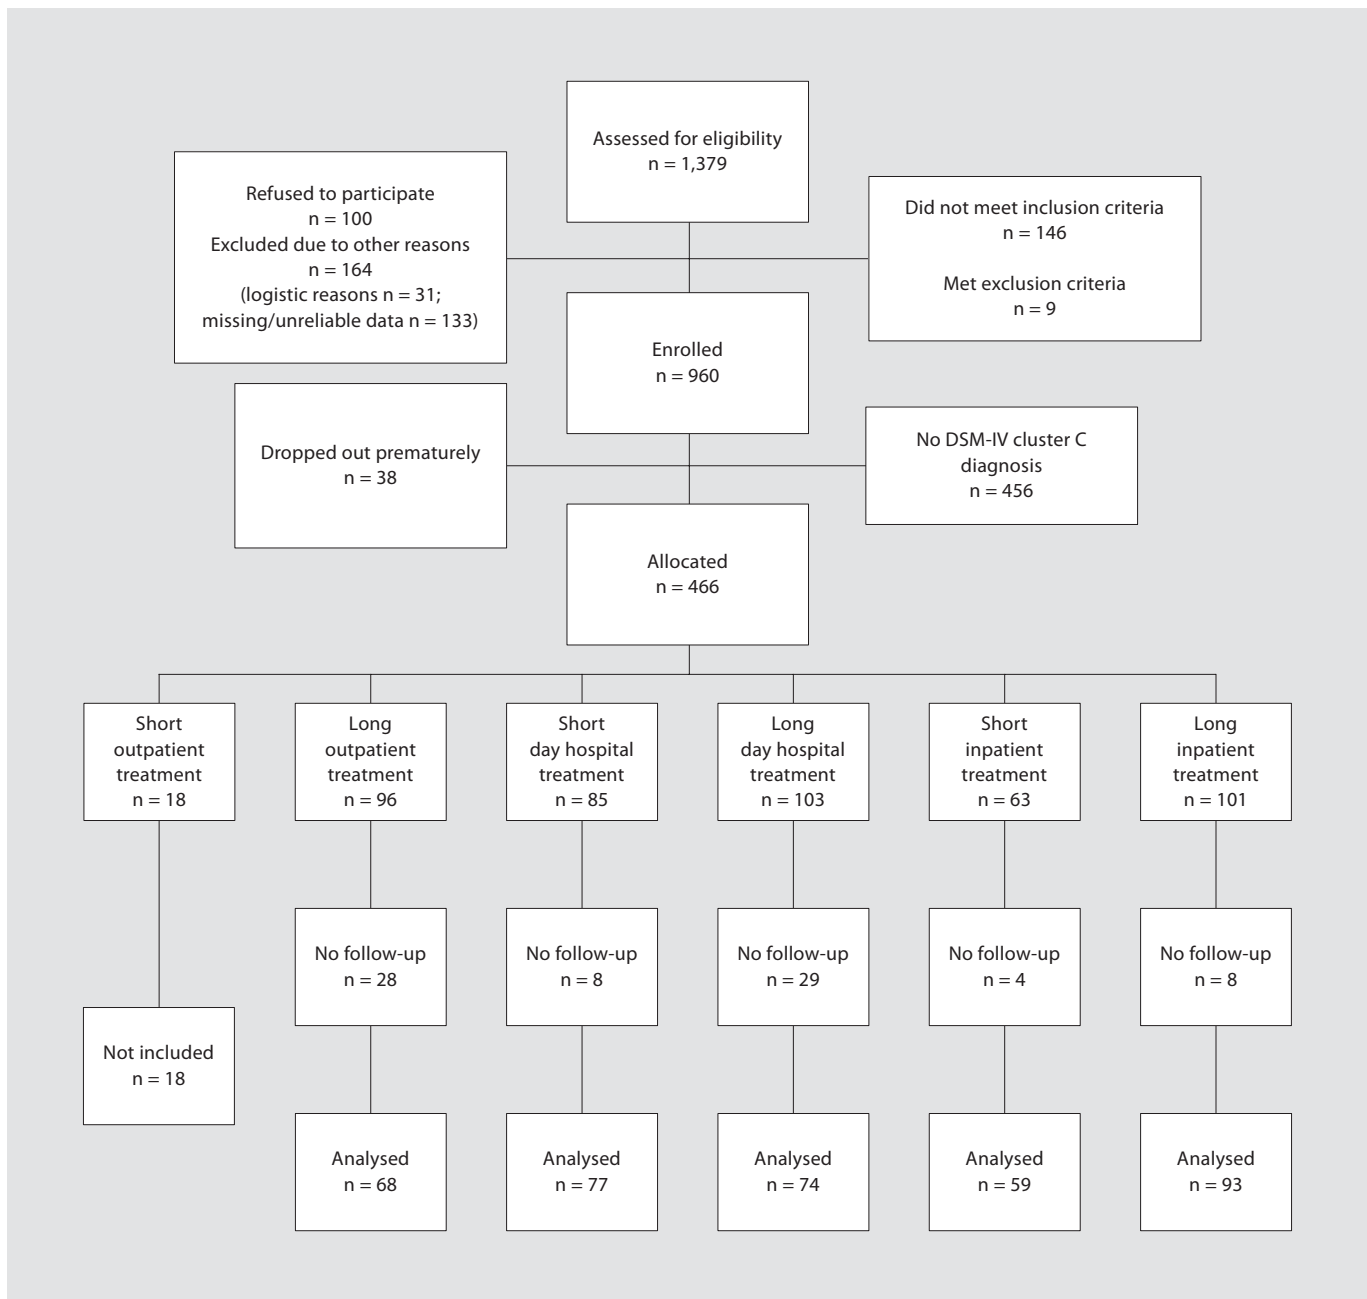 Assessed for eligibility
n = 1,379
Refused to participate
n = 100
Excluded due to other reasons
n = 164
(logistic reasons n = 31;
missing/unreliable data n = 133)
Did not meet inclusion criteria
n = 146
Met exclusion criteria
n = 9
Enrolled
n = 960
Dropped out prematurely
n = 38
No DSM-IV cluster C
diagnosis
n = 456
Allocated
n = 466
Short
outpatient
treatment
n = 18
Long
outpatient
treatment
n = 96
Short
day hospital
treatment
n = 85
Long
day hospital
treatment
n = 103
Short
inpatient
treatment
n = 63
Long
inpatient
treatment
n = 101
No follow-up
n = 28
No follow-up
n = 8
No follow-up
n = 29
No follow-up
n = 4
No follow-up
n = 8
Not included
n = 18
Analysed
n = 68
Analysed
n = 77
Analysed
n = 74
Analysed
n = 59
Analysed
n = 93